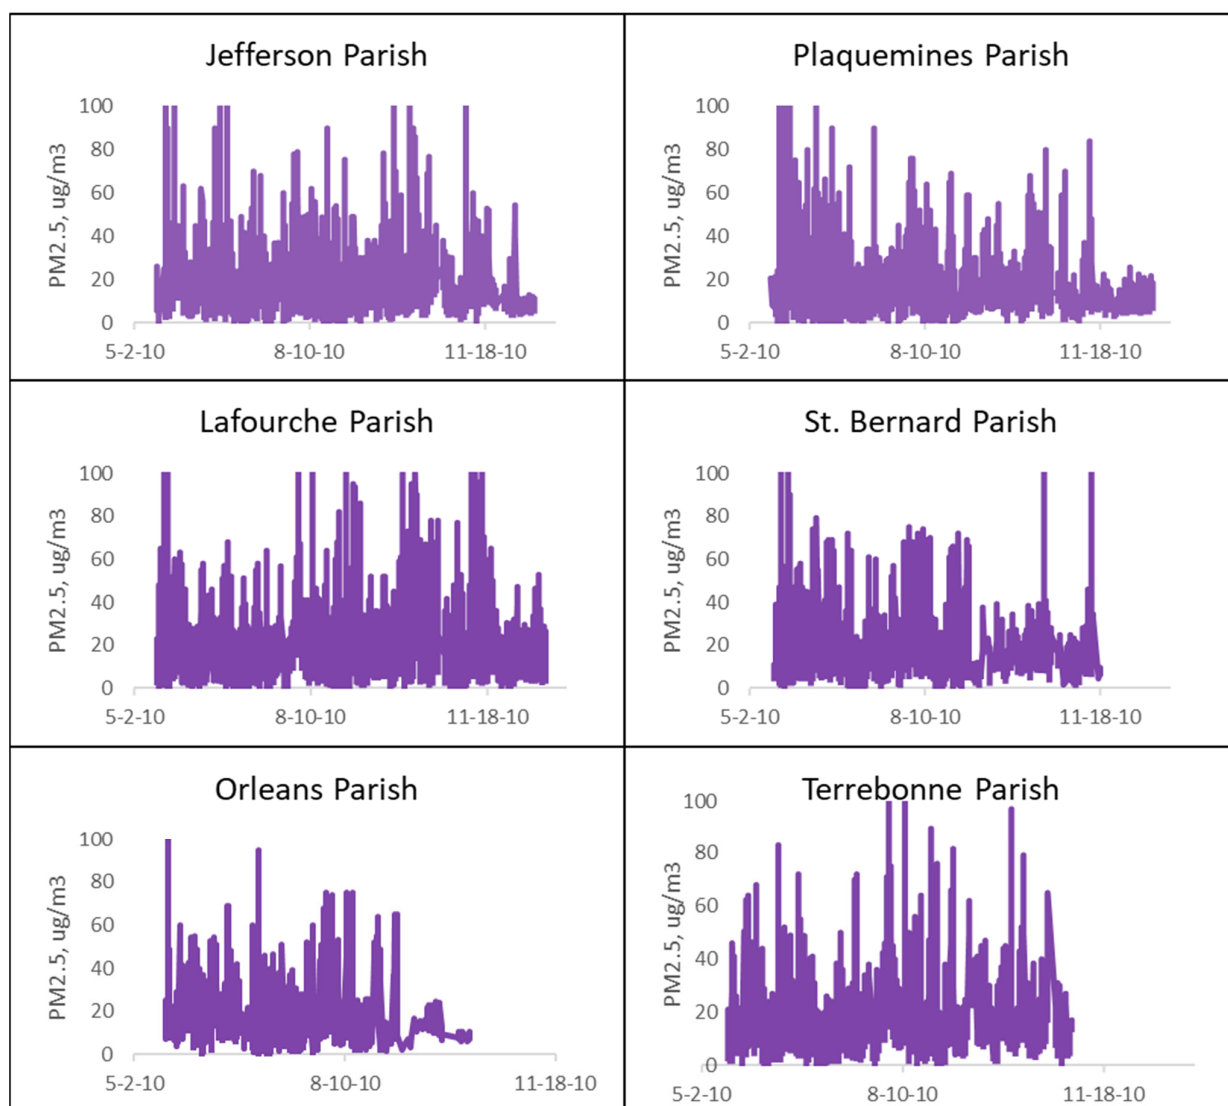 Jefferson Parish
PM2.5, ug/m3
100
80
60
40
20
0
5-2-10 8-10-10 11-18-10
Plaquemines Parish
PM2.5, ug/m3
100
80
60
40
20
0
5-2-10 8-10-10 11-18-10
Lafourche Parish
PM2.5, ug/m3
100
80
60
40
20
0
5-2-10 8-10-10 11-18-10
St. Bernard Parish
PM2.5, ug/m3
100
80
60
40
20
0
5-2-10 8-10-10 11-18-10
Orleans Parish
PM2.5, ug/m3
100
80
60
40
20
0
5-2-10 8-10-10 11-18-10
Terrebonne Parish
PM2.5, ug/m3
100
80
60
40
20
0
5-2-10 8-10-10 11-18-10